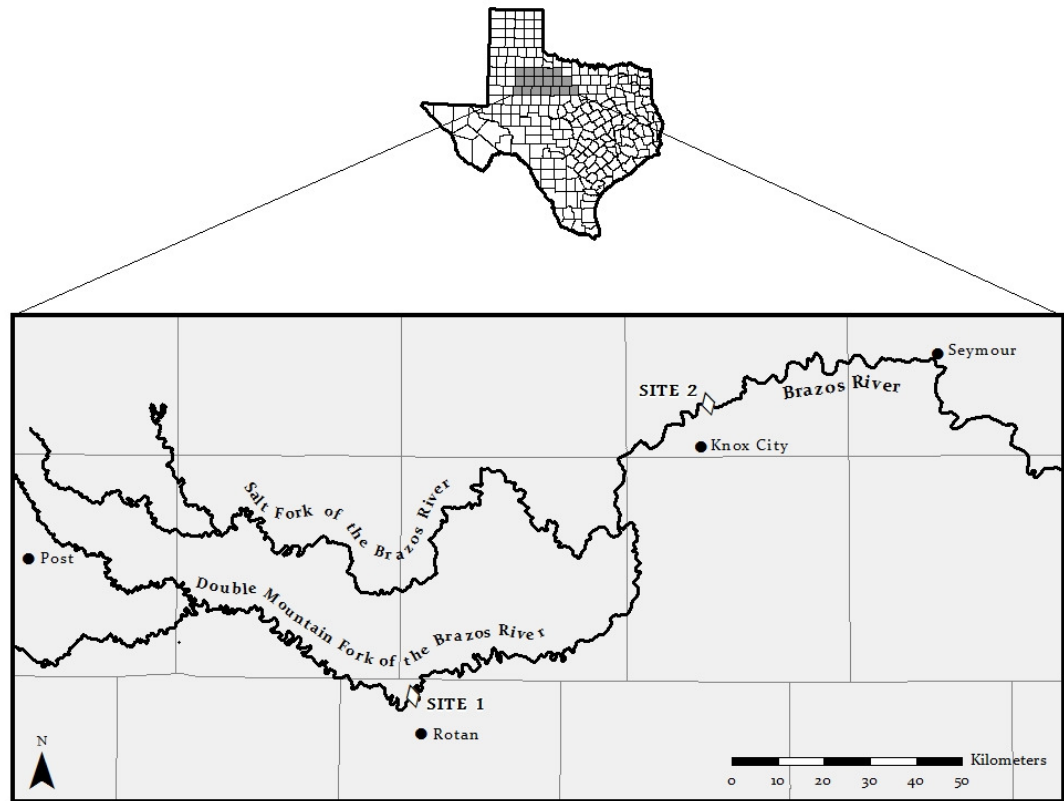 Seymour
SITE 2
Brazos River
Knox City
Salt Fork of the Brazos River
Post
Double Mountain Fork of the Brazos River
SITE 1
Rotan
N
Kilometers
0 10 20 30 40 50